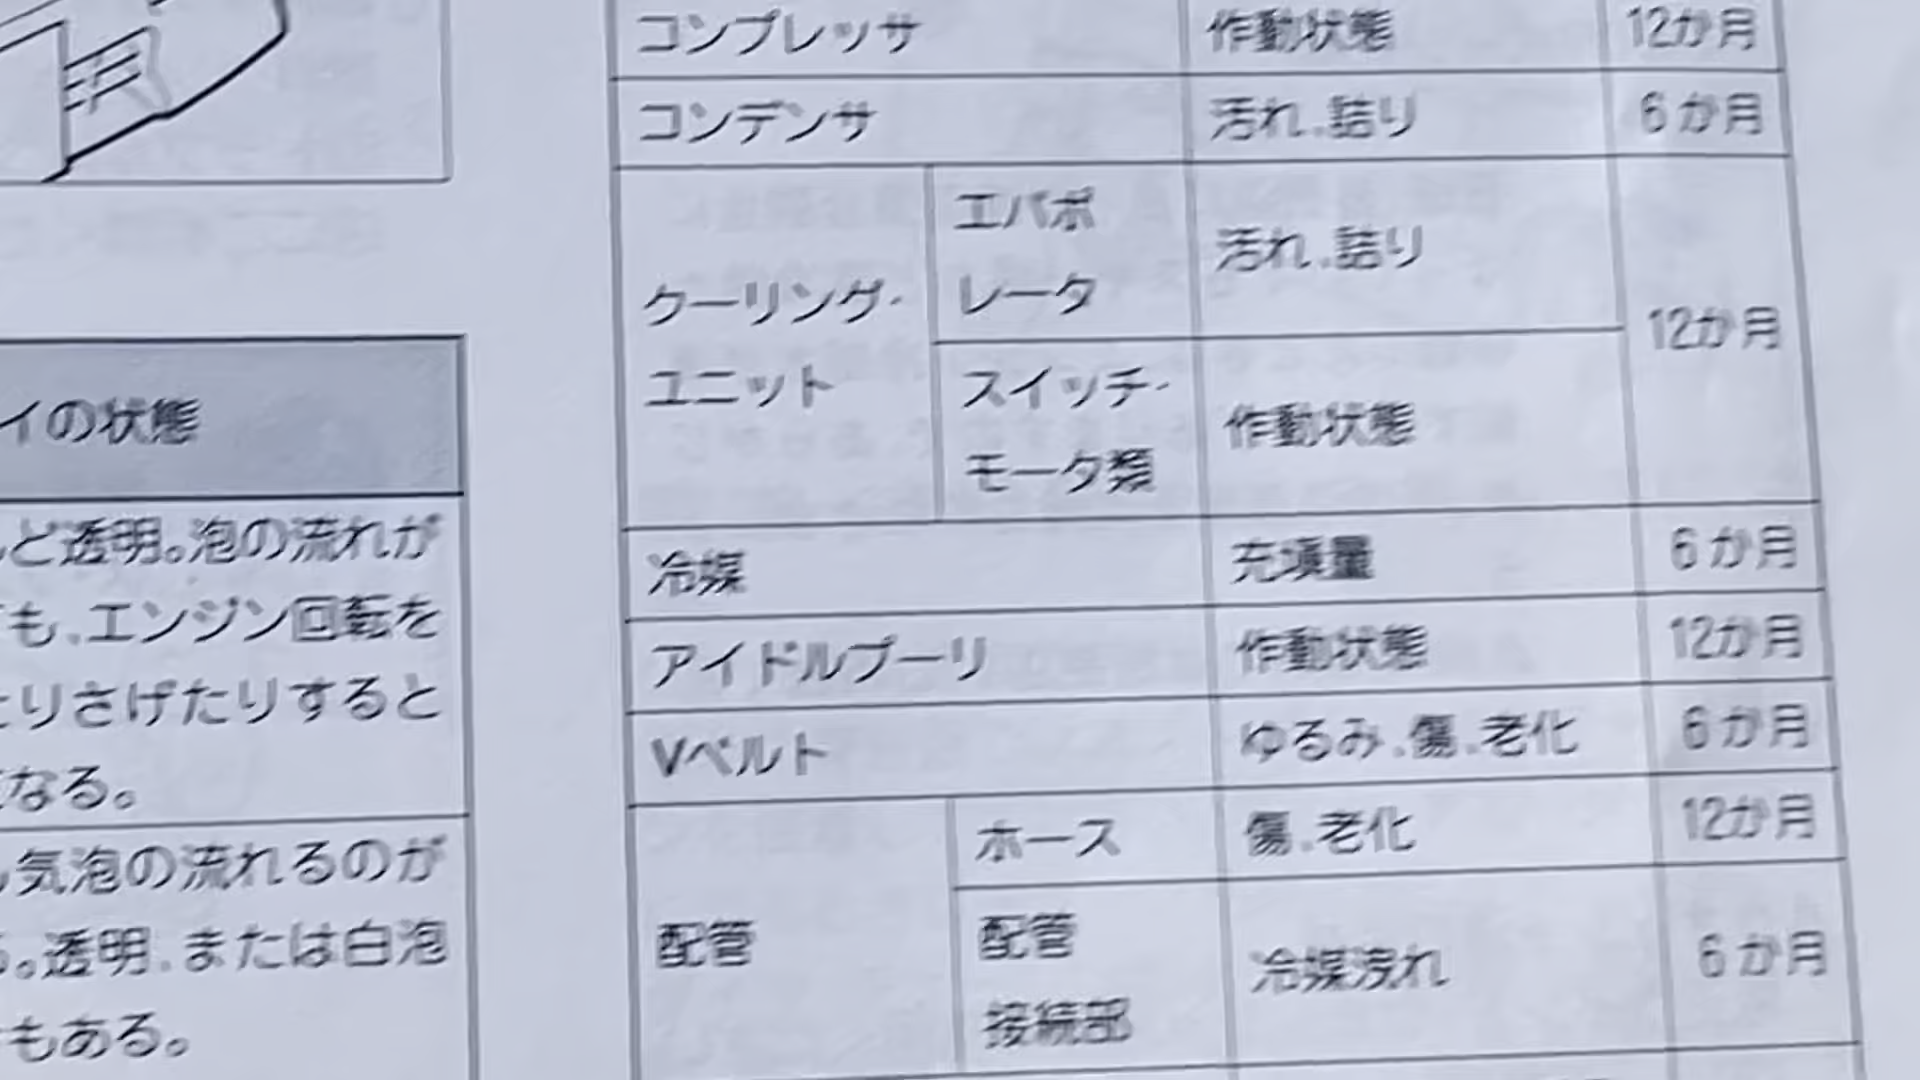 イの状態
ど透明。泡の流れが
も、エンジン回転を
たりさげたりすると
なる。
気泡の流れるのが
。透明、または白泡
もある。
コンプレッサ 作動状態 12か月
コンデンサ 汚れ、詰り 6か月
クーリング・
ユニット
エバポ
レータ
汚れ、詰り
12か月
スイッチ・
モータ類
作動状態
冷媒 充填量 6か月
アイドルプーリ 作動状態 12か月
Vベルト ゆるみ、傷、老化 6か月
配管
ホース 傷、老化 12か月
配管
接続部
冷媒洩れ 6か月